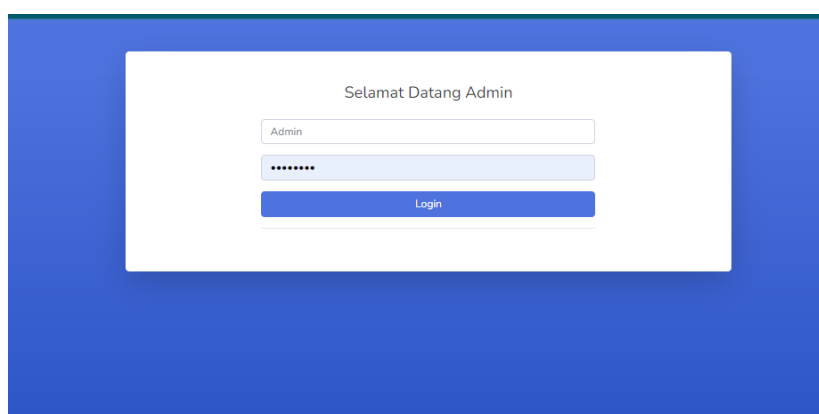 Selamat Datang Admin
Admin
••••••••
Login